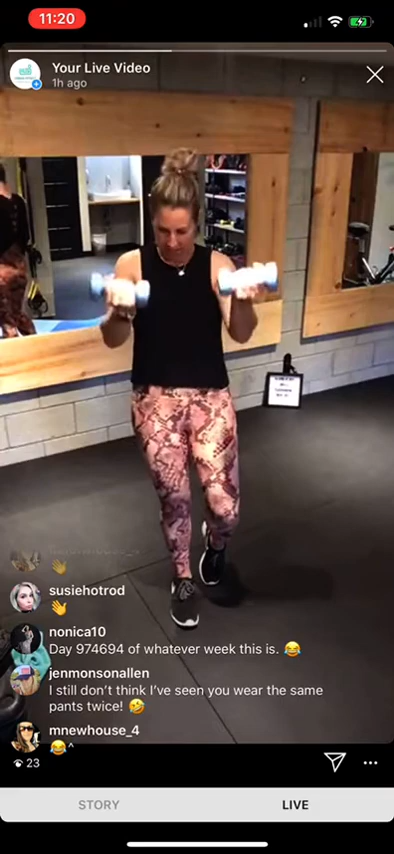 11:20
Your Live Video
1h ago
susiehotrod
👋
nonica10
Day 974694 of whatever week this is. 😂
jenmonsonallen
I still don't think I've seen you wear the same
pants twice! 🤣
mnewhouse_4
😂^
23
STORY
LIVE